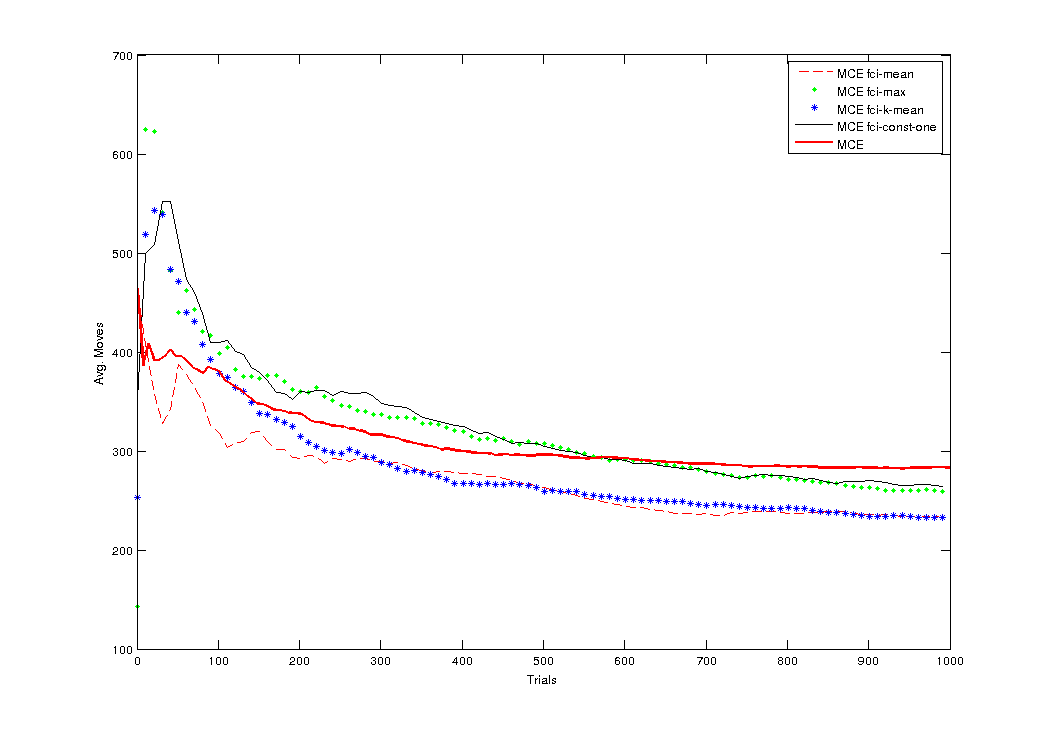 700
600
500
400
300
200
100
Avg. Moves
0 100 200 300 400 500 600 700 800 900 1000
Trials
MCE fci-mean
MCE fci-max
MCE fci-k-mean
MCE fci-const-one
MCE